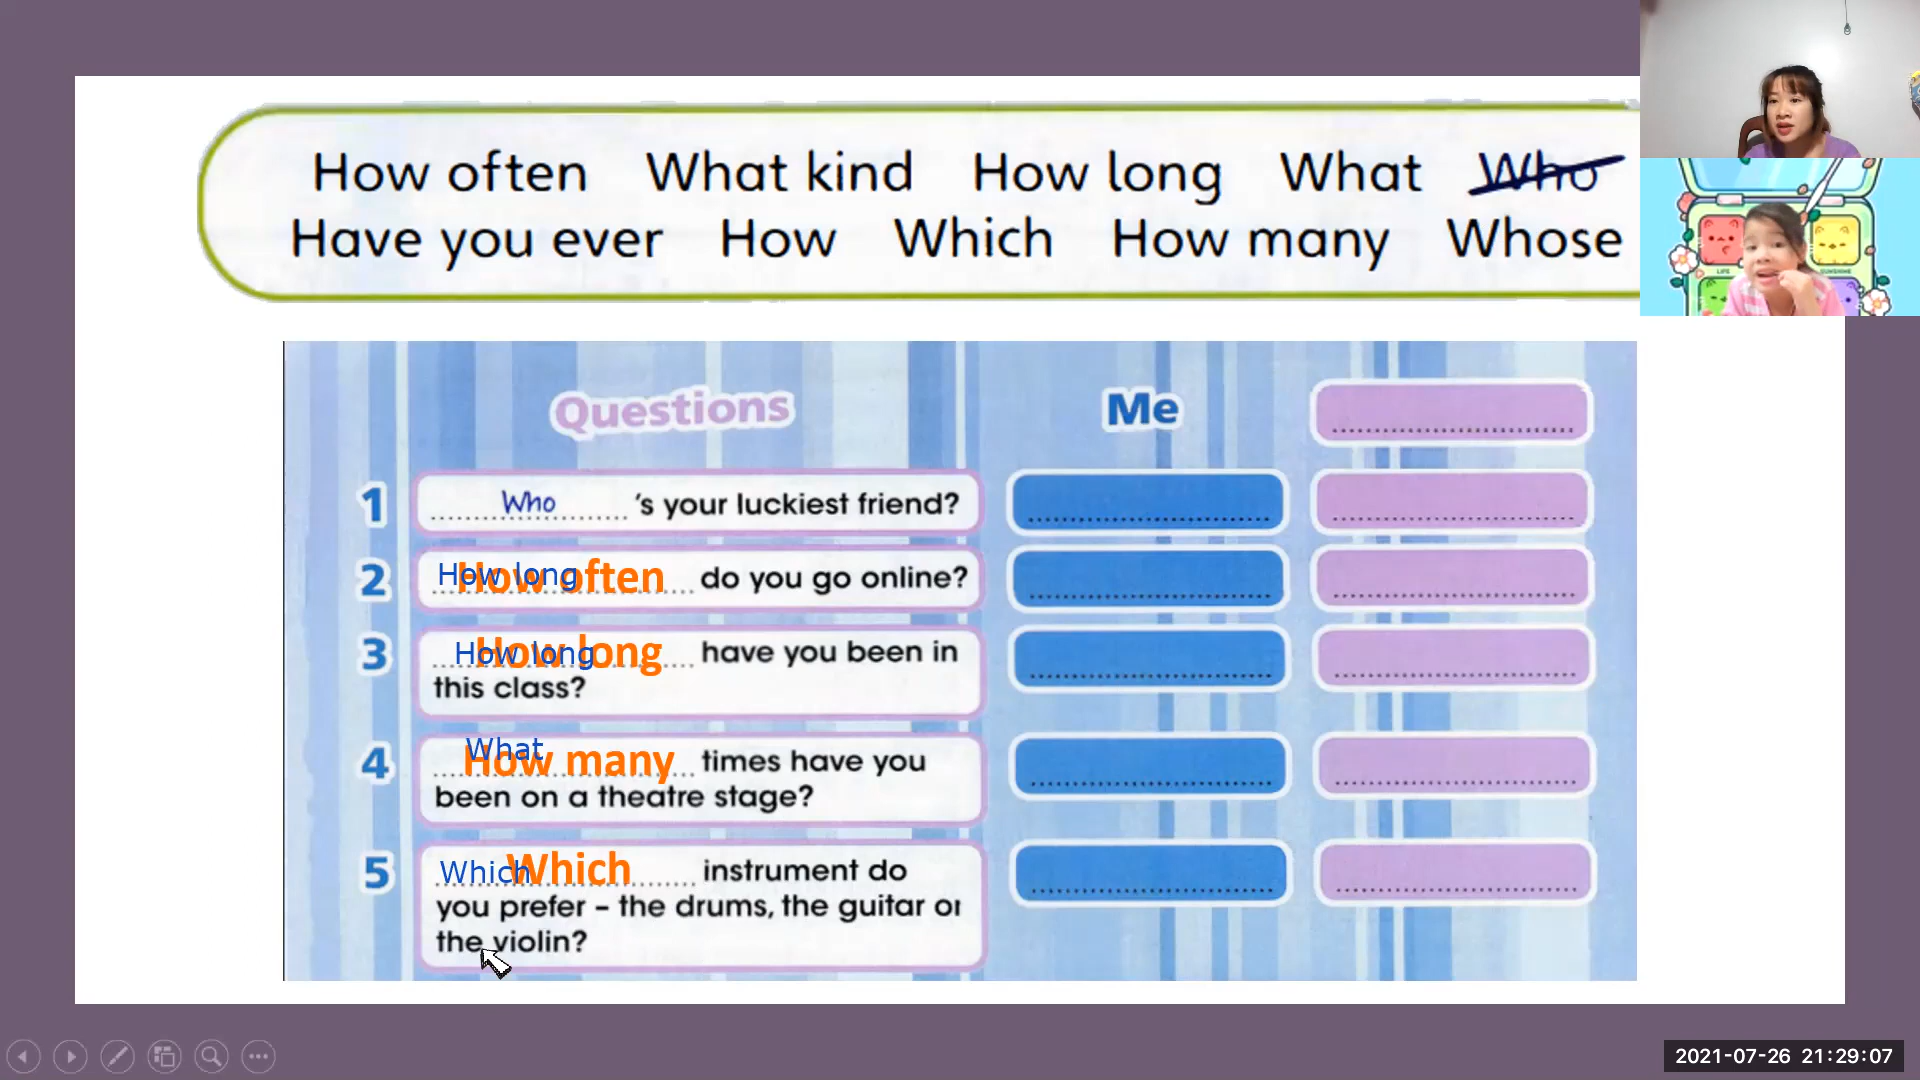 How often What kind How long What Who
Have you ever How Which How many Whose
LIFE SUNSHINE
Questions Me
1 Who 's your luckiest friend?
2 How long How often do you go online?
3 How long How long have you been in
this class?
4 What How many times have you
been on a theatre stage?
5 Which Which instrument do
you prefer – the drums, the guitar or
the violin?
2021-07-26 21:29:07